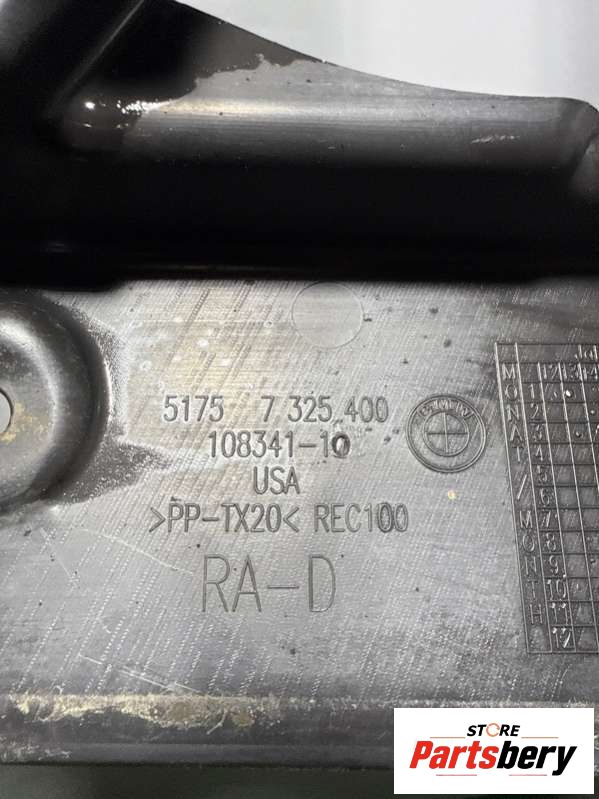 5175 7 325 400
108341-10
USA
>PP-TX20< REC100
RA-D
BMW
MONAT/MONTH
1
2
3
4
5
6
7
8
9
10
11
12
STORE
Partsbery